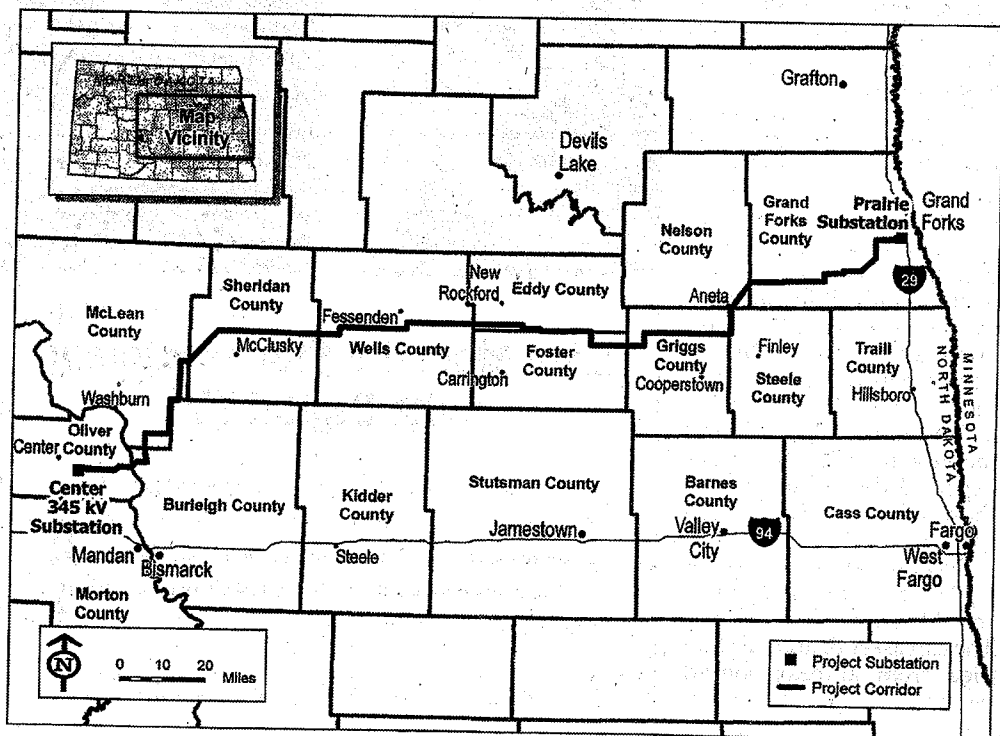 NORTH DAKOTA
Map
Vicinity
Grafton
Devils
Lake
Grand
Forks
County
Prairie
Substation
Grand
Forks
Nelson
County
29
New
Rockford
Eddy County
Aneta
Sheridan
County
McLean
County
Fessenden
McClusky
Wells County
Foster
County
Carrington
Griggs
County
Cooperstown
Finley
Steele
County
Traill
County
Hillsboro
MINNESOTA
NORTH DAKOTA
Washburn
Oliver
County
Center
Center
345 kV
Substation
Burleigh County
Kidder
County
Stutsman County
Barnes
County
Cass County
Jamestown
Valley
City
94
Fargo
West
Fargo
Mandan
Bismarck
Steele
Morton
County
N
0 10 20
Miles
Project Substation
Project Corridor